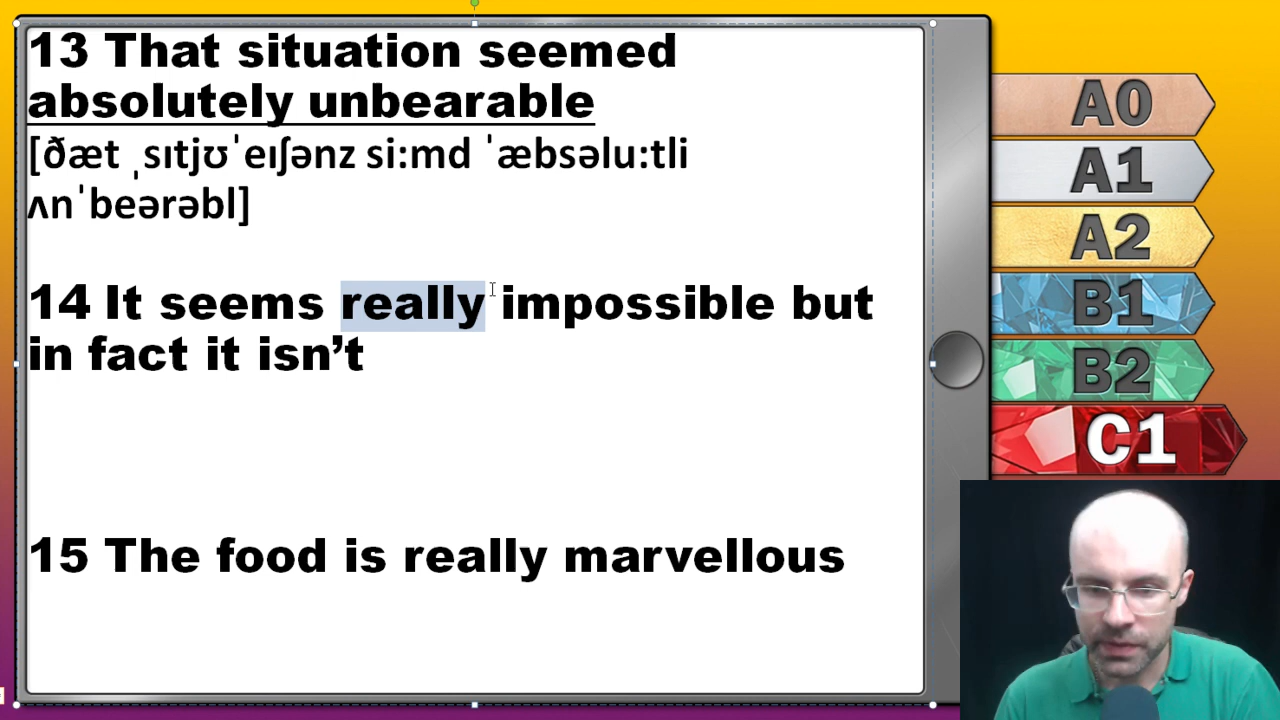 13 That situation seemed
absolutely unbearable
[ðæt ˌsɪtjʊˈeɪʃənz si:md ˈæbsəlu:tli
ʌnˈbeərəbl]
14 It seems really impossible but
in fact it isn’t
15 The food is really marvellous
A0
A1
A2
B1
B2
C1